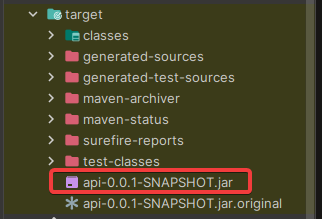 target
classes
generated-sources
generated-test-sources
maven-archiver
maven-status
surefire-reports
test-classes
api-0.0.1-SNAPSHOT.jar
api-0.0.1-SNAPSHOT.jar.original